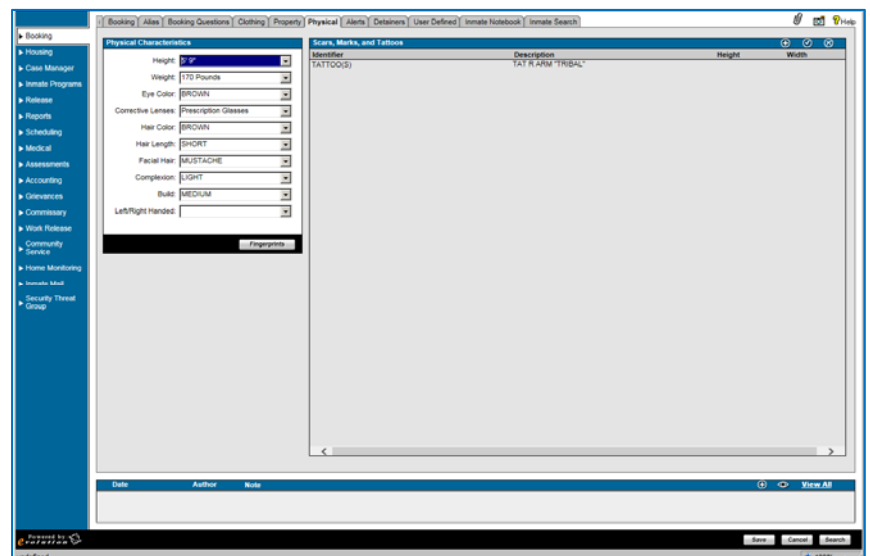 Booking Alias Booking Questions Clothing Property Physical Alerts Detainers User Defined Inmate Notebook Inmate Search Help
Booking
Housing
Case Manager
Inmate Programs
Release
Reports
Scheduling
Medical
Assessments
Accounting
Grievances
Commissary
Work Release
Community
Service
Home Monitoring
Inmate Mail
Security Threat
Group
Physical Characteristics
Height: 5' 9"
Weight: 170 Pounds
Eye Color: BROWN
Corrective Lenses: Prescription Glasses
Hair Color: BROWN
Hair Length: SHORT
Facial Hair: MUSTACHE
Complexion: LIGHT
Build: MEDIUM
Left/Right Handed:
Fingerprints
Scars, Marks, and Tattoos
Identifier Description Height Width
TATTOO(S) TAT R ARM "TRIBAL"
Date Author Note View All
Powered by
evolution
Save Cancel Search